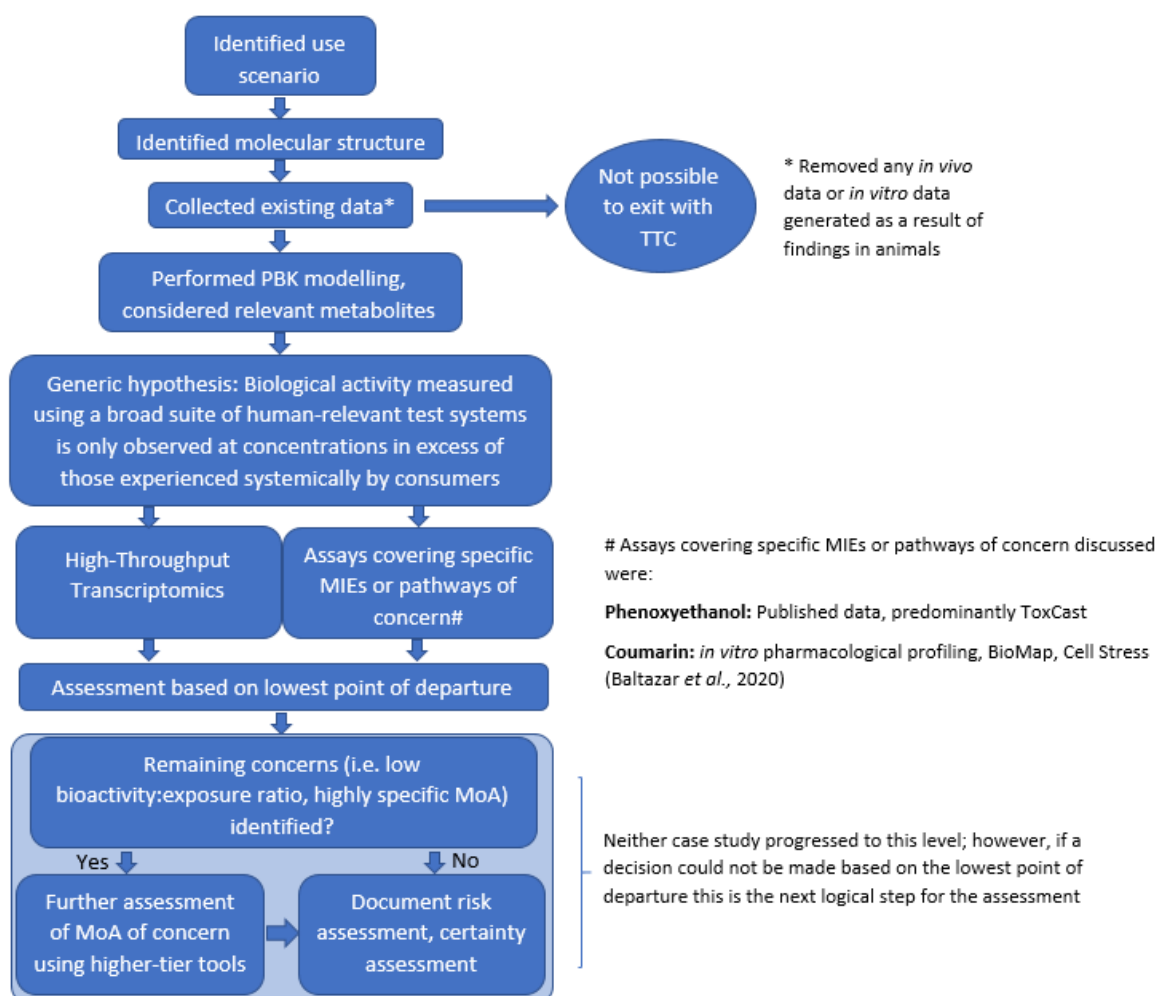 Identified use
scenario
Identified molecular structure
Collected existing data*
Not possible
to exit with
TTC
* Removed any in vivo
data or in vitro data
generated as a result of
findings in animals
Performed PBK modelling,
considered relevant metabolites
Generic hypothesis: Biological activity measured
using a broad suite of human-relevant test systems
is only observed at concentrations in excess of
those experienced systemically by consumers
High-Throughput
Transcriptomics
Assays covering specific
MIEs or pathways of
concern#
# Assays covering specific MIEs or pathways of concern discussed
were:
Phenoxyethanol: Published data, predominantly ToxCast
Coumarin: in vitro pharmacological profiling, BioMap, Cell Stress
(Baltazar et al., 2020)
Assessment based on lowest point of departure
Remaining concerns (i.e. low
bioactivity:exposure ratio, highly specific MoA)
identified?
Yes
No
Further assessment
of MoA of concern
using higher-tier tools
Document risk
assessment, certainty
assessment
Neither case study progressed to this level; however, if a
decision could not be made based on the lowest point of
departure this is the next logical step for the assessment